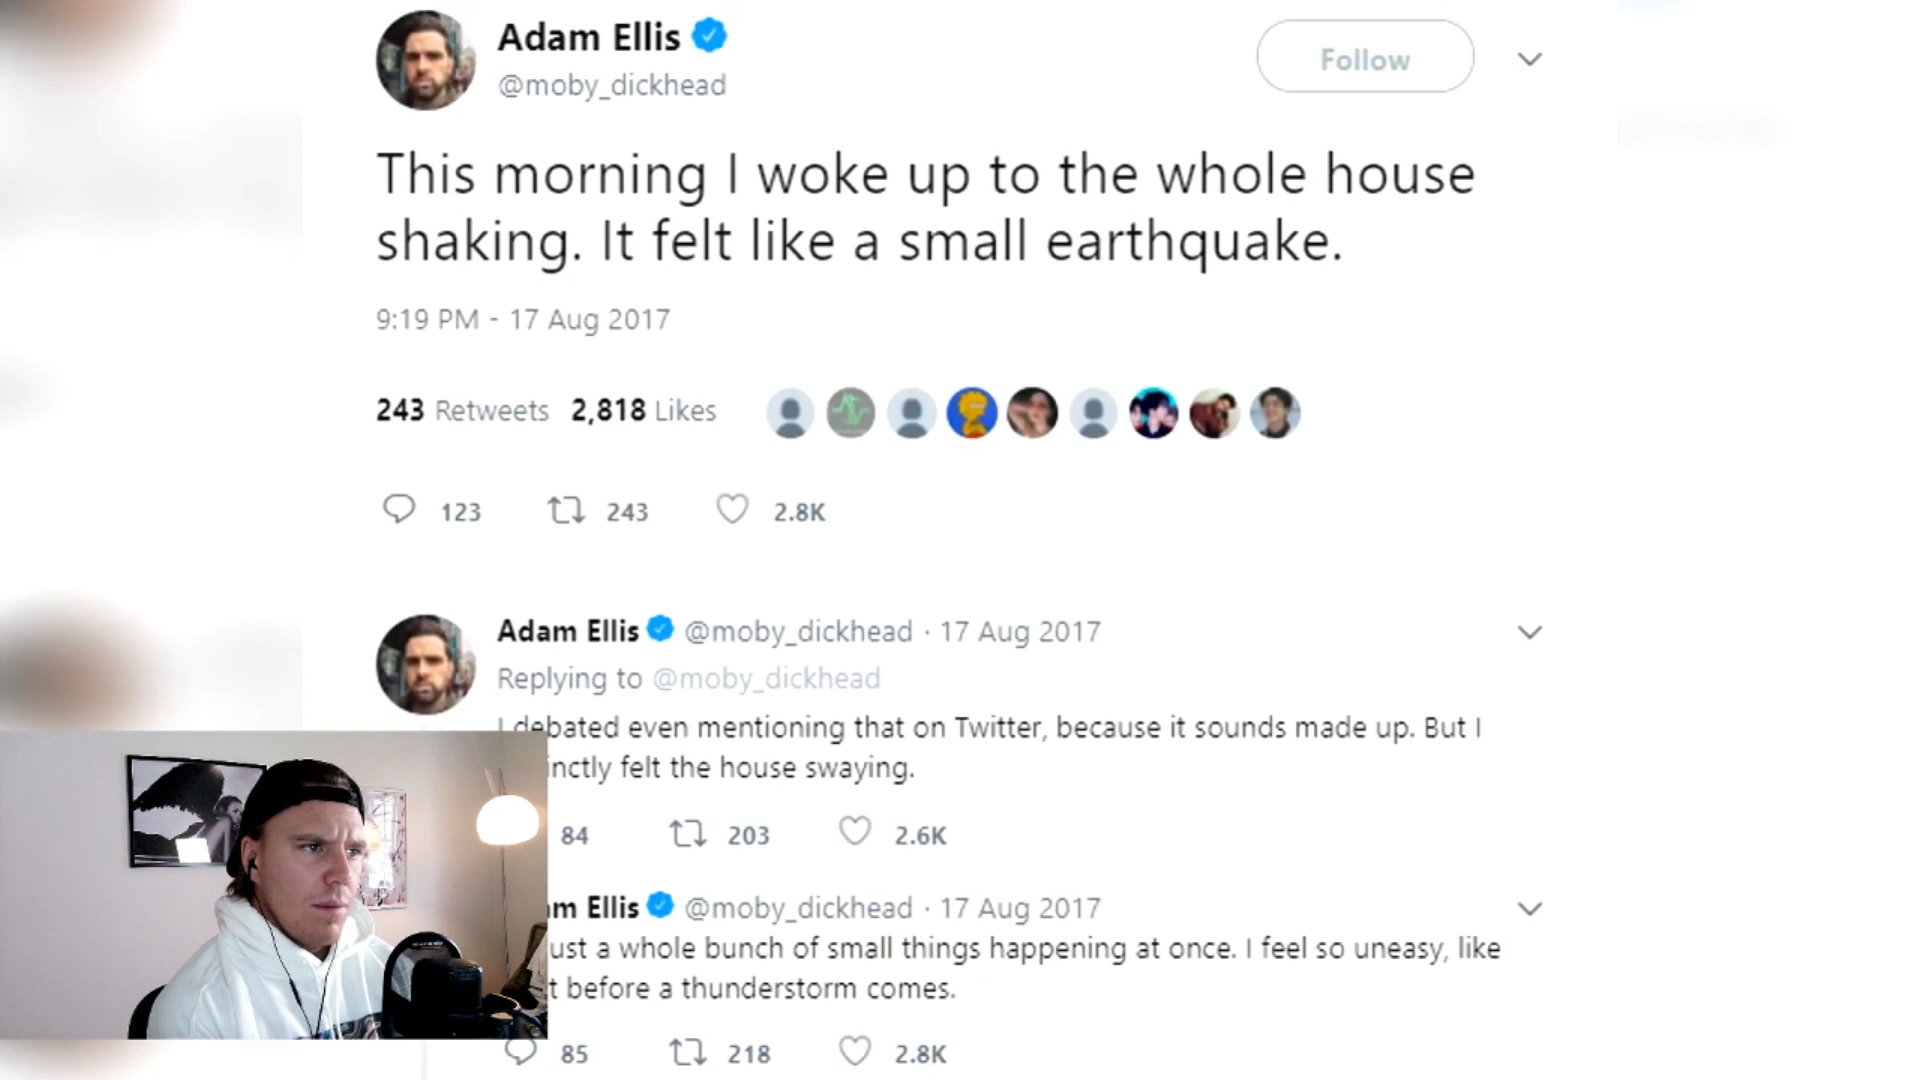 Adam Ellis
@moby_dickhead
Follow
This morning I woke up to the whole house
shaking. It felt like a small earthquake.
9:19 PM - 17 Aug 2017
243 Retweets 2,818 Likes
123 243 2.8K
Adam Ellis @moby_dickhead · 17 Aug 2017
Replying to @moby_dickhead
I debated even mentioning that on Twitter, because it sounds made up. But I
inctly felt the house swaying.
84 203 2.6K
am Ellis @moby_dickhead · 17 Aug 2017
ust a whole bunch of small things happening at once. I feel so uneasy, like
t before a thunderstorm comes.
85 218 2.8K